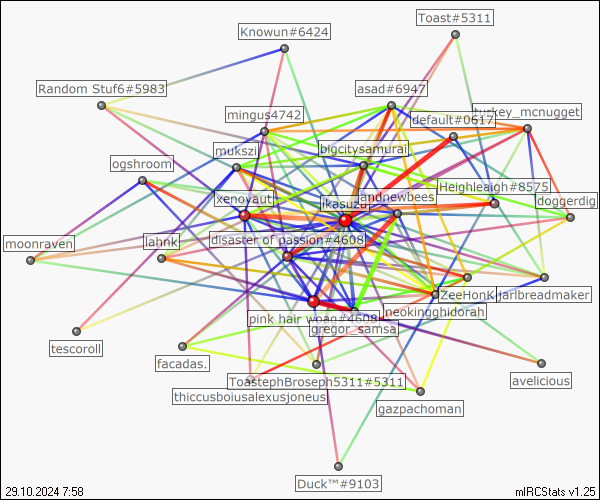 Toast#5311
Knowun#6424
Random Stuf6#5983
asad#6947
mingus4742
turkey_mcnugget
default#0617
bigcitysamurai
mukszi
ogshroom
Heighleigh#8575
xenoyaut
jkasuzu
andnewbees
doggerdig
moonraven
lahnk
disaster of passion#4608
ZeeHonK
jarlbreadmaker
neokingghidorah
pink hair woag#4608
gregor_samsa
tescoroll
facadas.
ToastephBroseph5311#5311
avelicious
thiccusboiusalexusjoneus
gazpachoman
Duck™#9103
29.10.2024 7:58
mIRCStats v1.25